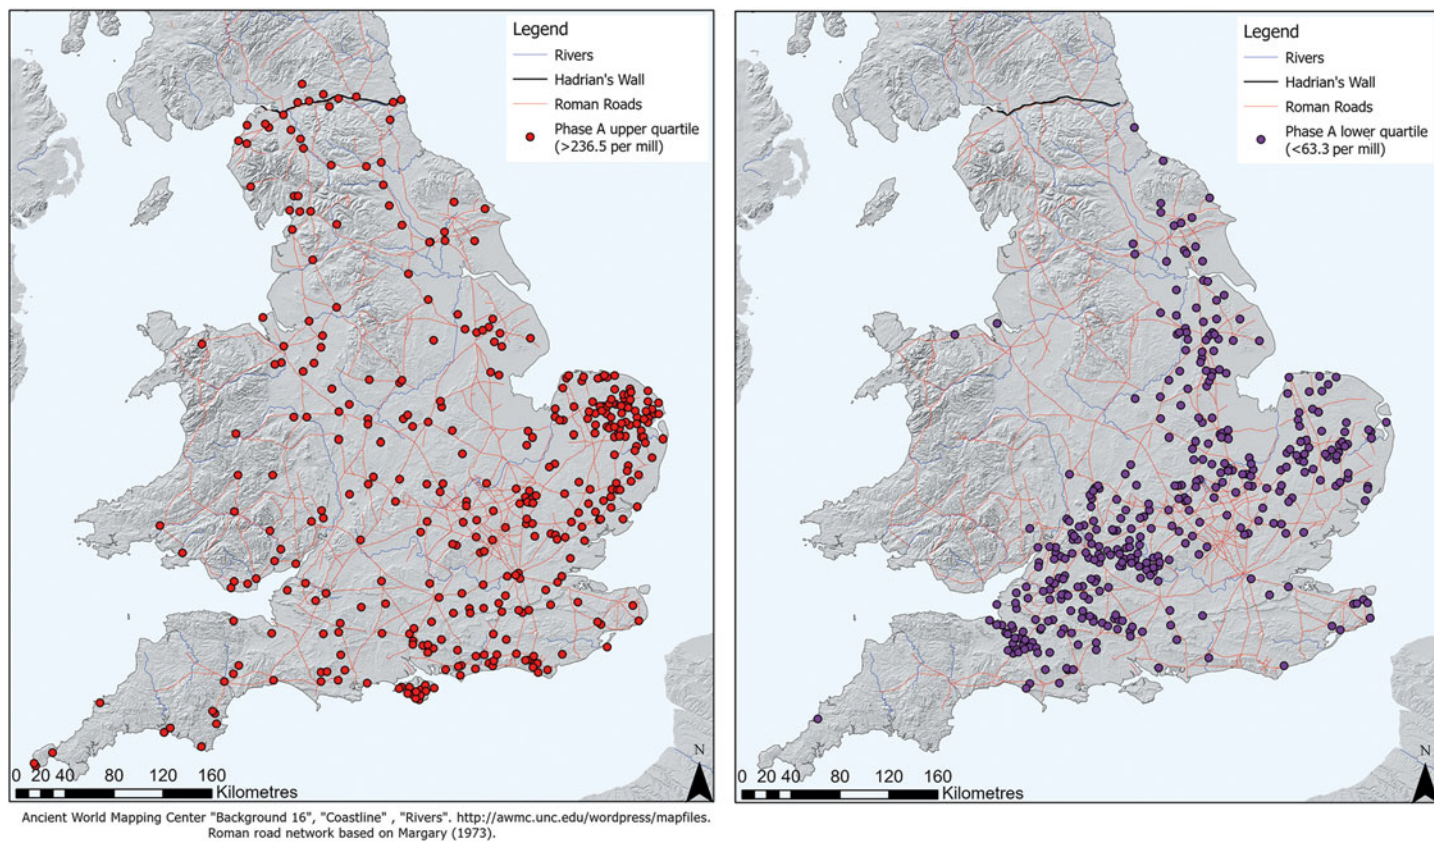 Legend
Rivers
Hadrian's Wall
Roman Roads
Phase A upper quartile
(>236.5 per mill)
N
0 20 40 80 120 160
Kilometres
Legend
Rivers
Hadrian's Wall
Roman Roads
Phase A lower quartile
(<63.3 per mill)
N
0 20 40 80 120 160
Kilometres
Ancient World Mapping Center "Background 16", "Coastline" , "Rivers". http://awmc.unc.edu/wordpress/mapfiles.
Roman road network based on Margary (1973).